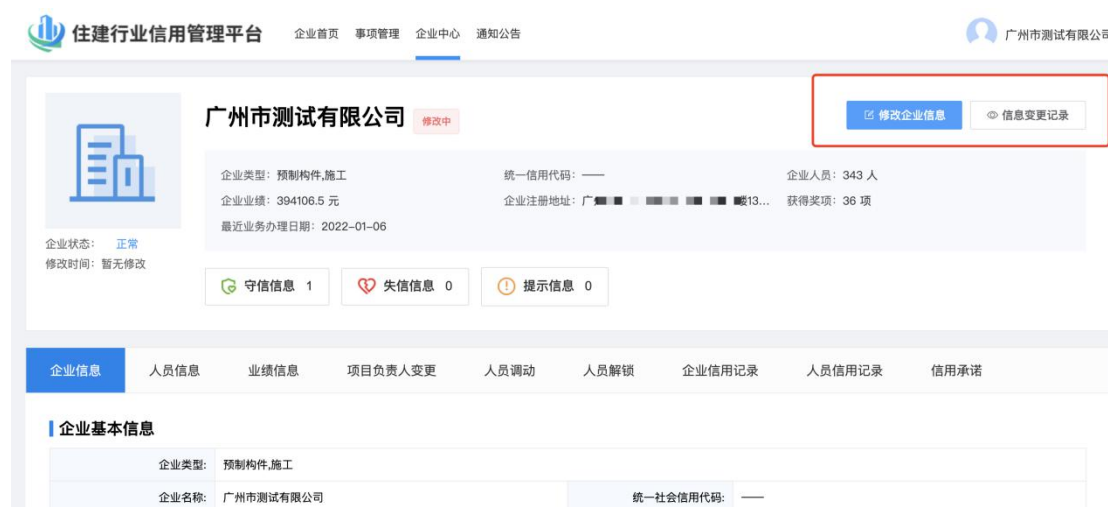 住建行业信用管理平台 企业首页 事项管理 企业中心 通知公告 广州市测试有限公司
广州市测试有限公司 修改中 修改企业信息 信息变更记录
企业类型：预制构件,施工 统一信用代码：—— 企业人员：343 人
企业业绩：394106.5 元 企业注册地址：广 13... 获得奖项：36 项
最近业务办理日期：2022-01-06
企业状态： 正常
修改时间：暂无修改
守信信息 1 失信信息 0 提示信息 0
企业信息 人员信息 业绩信息 项目负责人变更 人员调动 人员解锁 企业信用记录 人员信用记录 信用承诺
企业基本信息
企业类型: 预制构件,施工
企业名称: 广州市测试有限公司 统一社会信用代码: ——